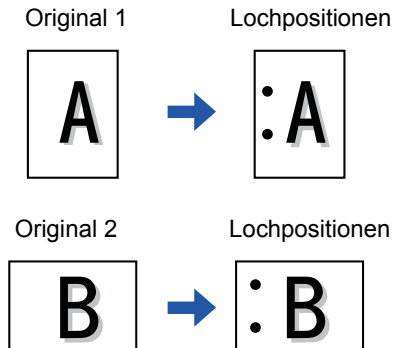 Original 1 Lochpositionen
A A
Original 2 Lochpositionen
B B